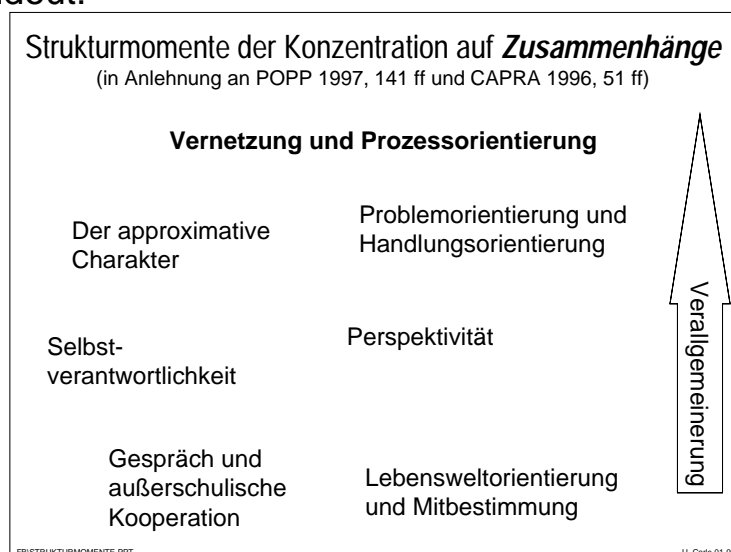 Strukturmomente der Konzentration auf Zusammenhänge
(in Anlehnung an POPP 1997, 141 ff und CAPRA 1996, 51 ff)
Vernetzung und Prozessorientierung
Der approximative
Charakter
Problemorientierung und
Handlungsorientierung
Selbst-
verantwortlichkeit
Perspektivität
Gespräch und
außerschulische
Kooperation
Lebensweltorientierung
und Mitbestimmung
Verallgemeinerung